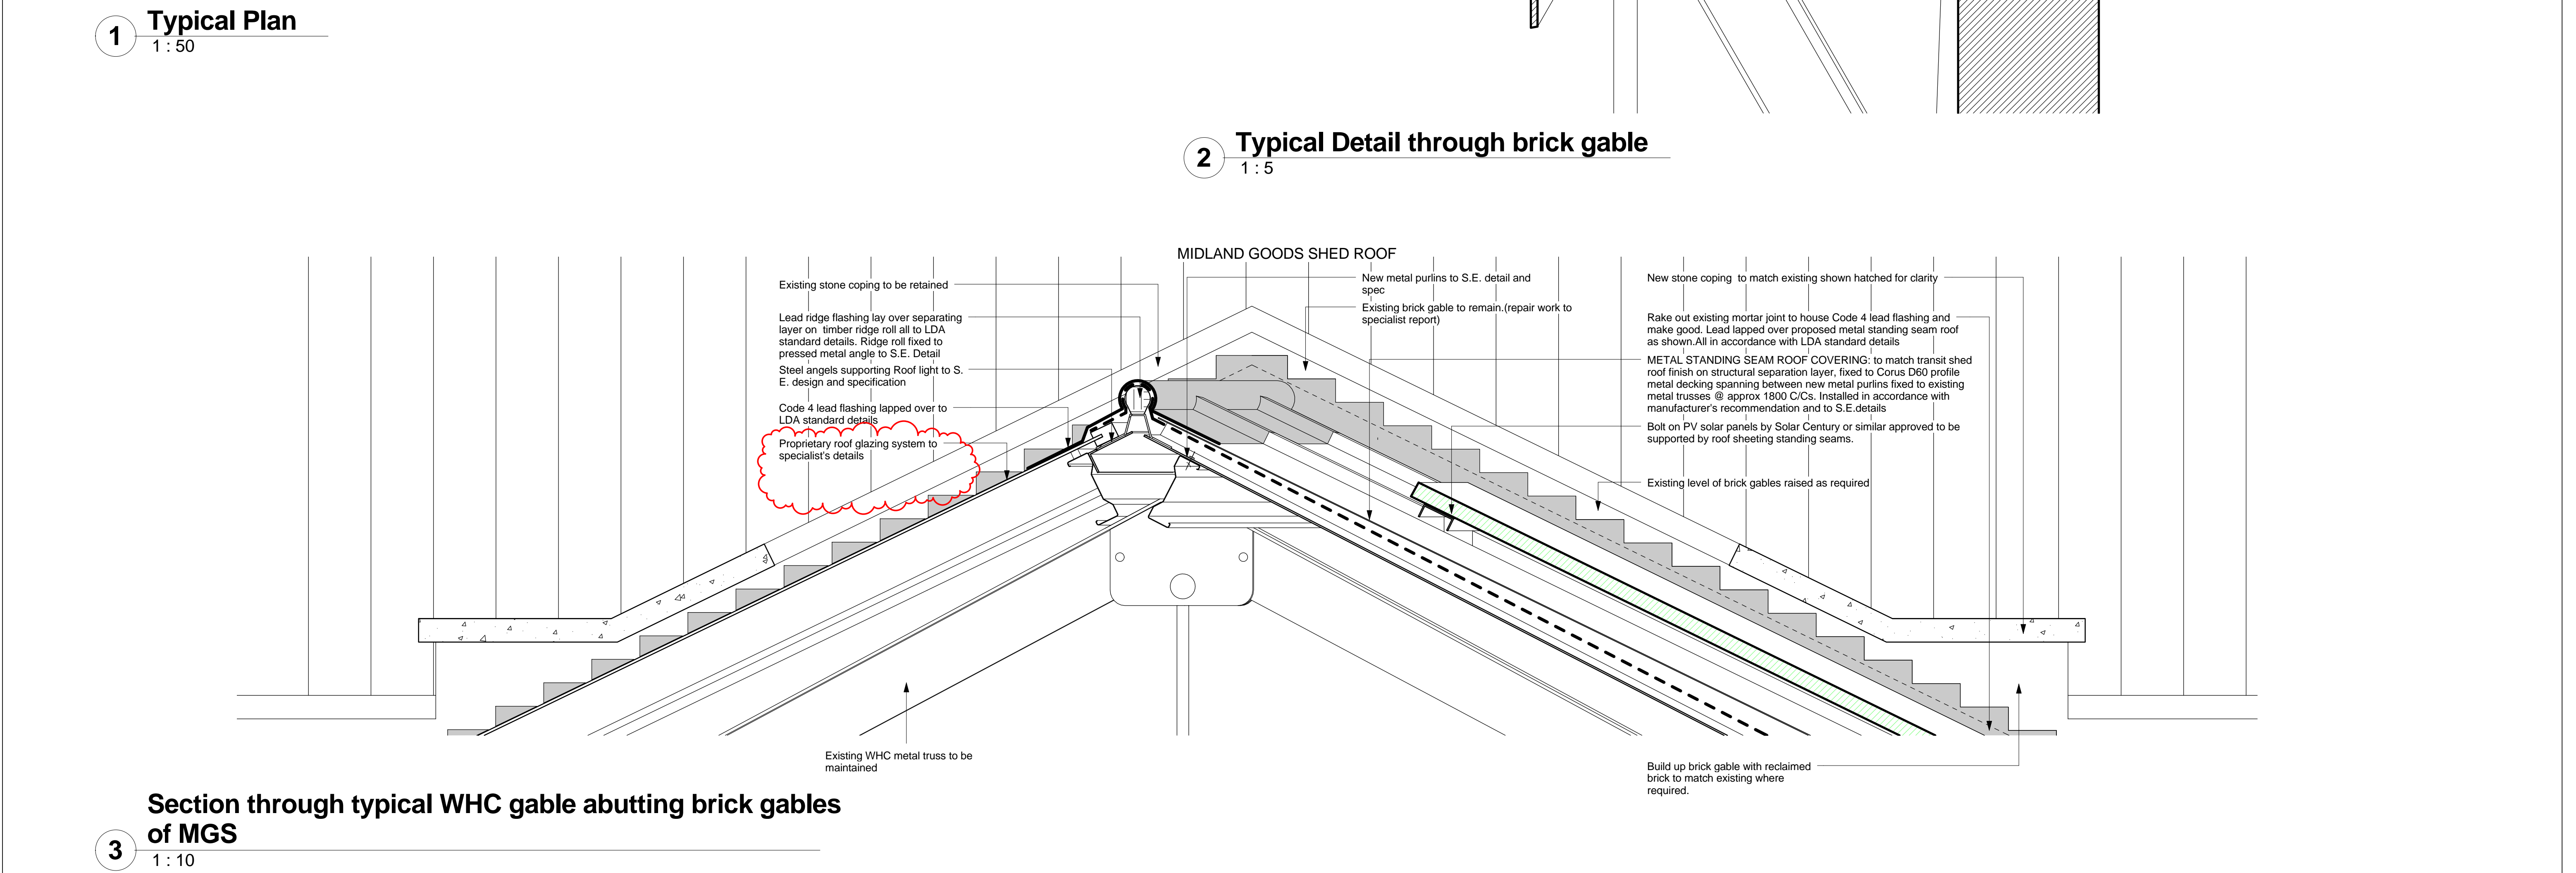 1
Typical Plan
1 : 50
2
Typical Detail through brick gable
1 : 5
MIDLAND GOODS SHED ROOF
Existing stone coping to be retained
Lead ridge flashing lay over separating
layer on timber ridge roll all to LDA
standard details. Ridge roll fixed to
pressed metal angle to S.E. Detail
Steel angels supporting Roof light to S.
E. design and specification
Code 4 lead flashing lapped over to
LDA standard details
Proprietary roof glazing system to
specialist's details
New metal purlins to S.E. detail and
spec
Existing brick gable to remain.(repair work to
specialist report)
New stone coping to match existing shown hatched for clarity
Rake out existing mortar joint to house Code 4 lead flashing and
make good. Lead lapped over proposed metal standing seam roof
as shown.All in accordance with LDA standard details
METAL STANDING SEAM ROOF COVERING: to match transit shed
roof finish on structural separation layer, fixed to Corus D60 profile
metal decking spanning between new metal purlins fixed to existing
metal trusses @ approx 1800 C/Cs. Installed in accordance with
manufacturer's recommendation and to S.E.details
Bolt on PV solar panels by Solar Century or similar approved to be
supported by roof sheeting standing seams.
Existing level of brick gables raised as required
Existing WHC metal truss to be
maintained
Build up brick gable with reclaimed
brick to match existing where
required.
3
Section through typical WHC gable abutting brick gables
of MGS
1 : 10